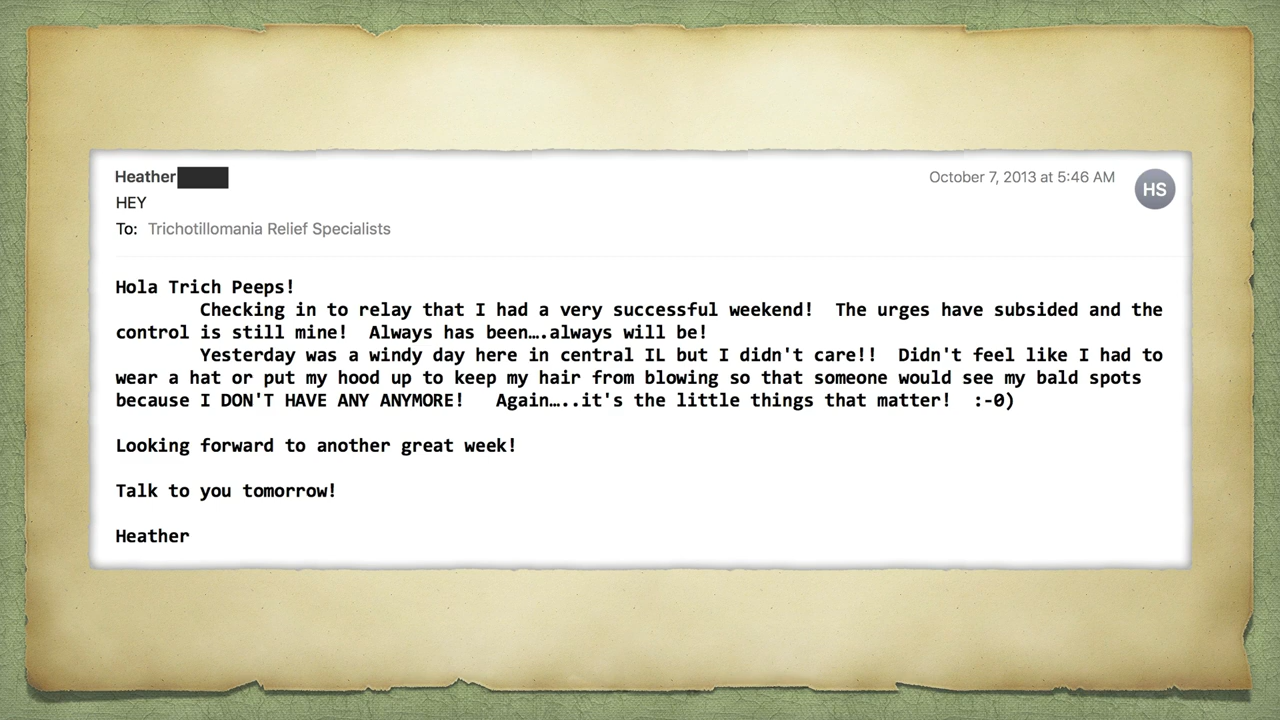 Heather
October 7, 2013 at 5:46 AM
HS
HEY
To: Trichotillomania Relief Specialists
Hola Trich Peeps!
Checking in to relay that I had a very successful weekend!  The urges have subsided and the
control is still mine!  Always has been….always will be!
Yesterday was a windy day here in central IL but I didn't care!!  Didn't feel like I had to
wear a hat or put my hood up to keep my hair from blowing so that someone would see my bald spots
because I DON'T HAVE ANY ANYMORE!   Again…..it's the little things that matter!  :-0)
Looking forward to another great week!
Talk to you tomorrow!
Heather